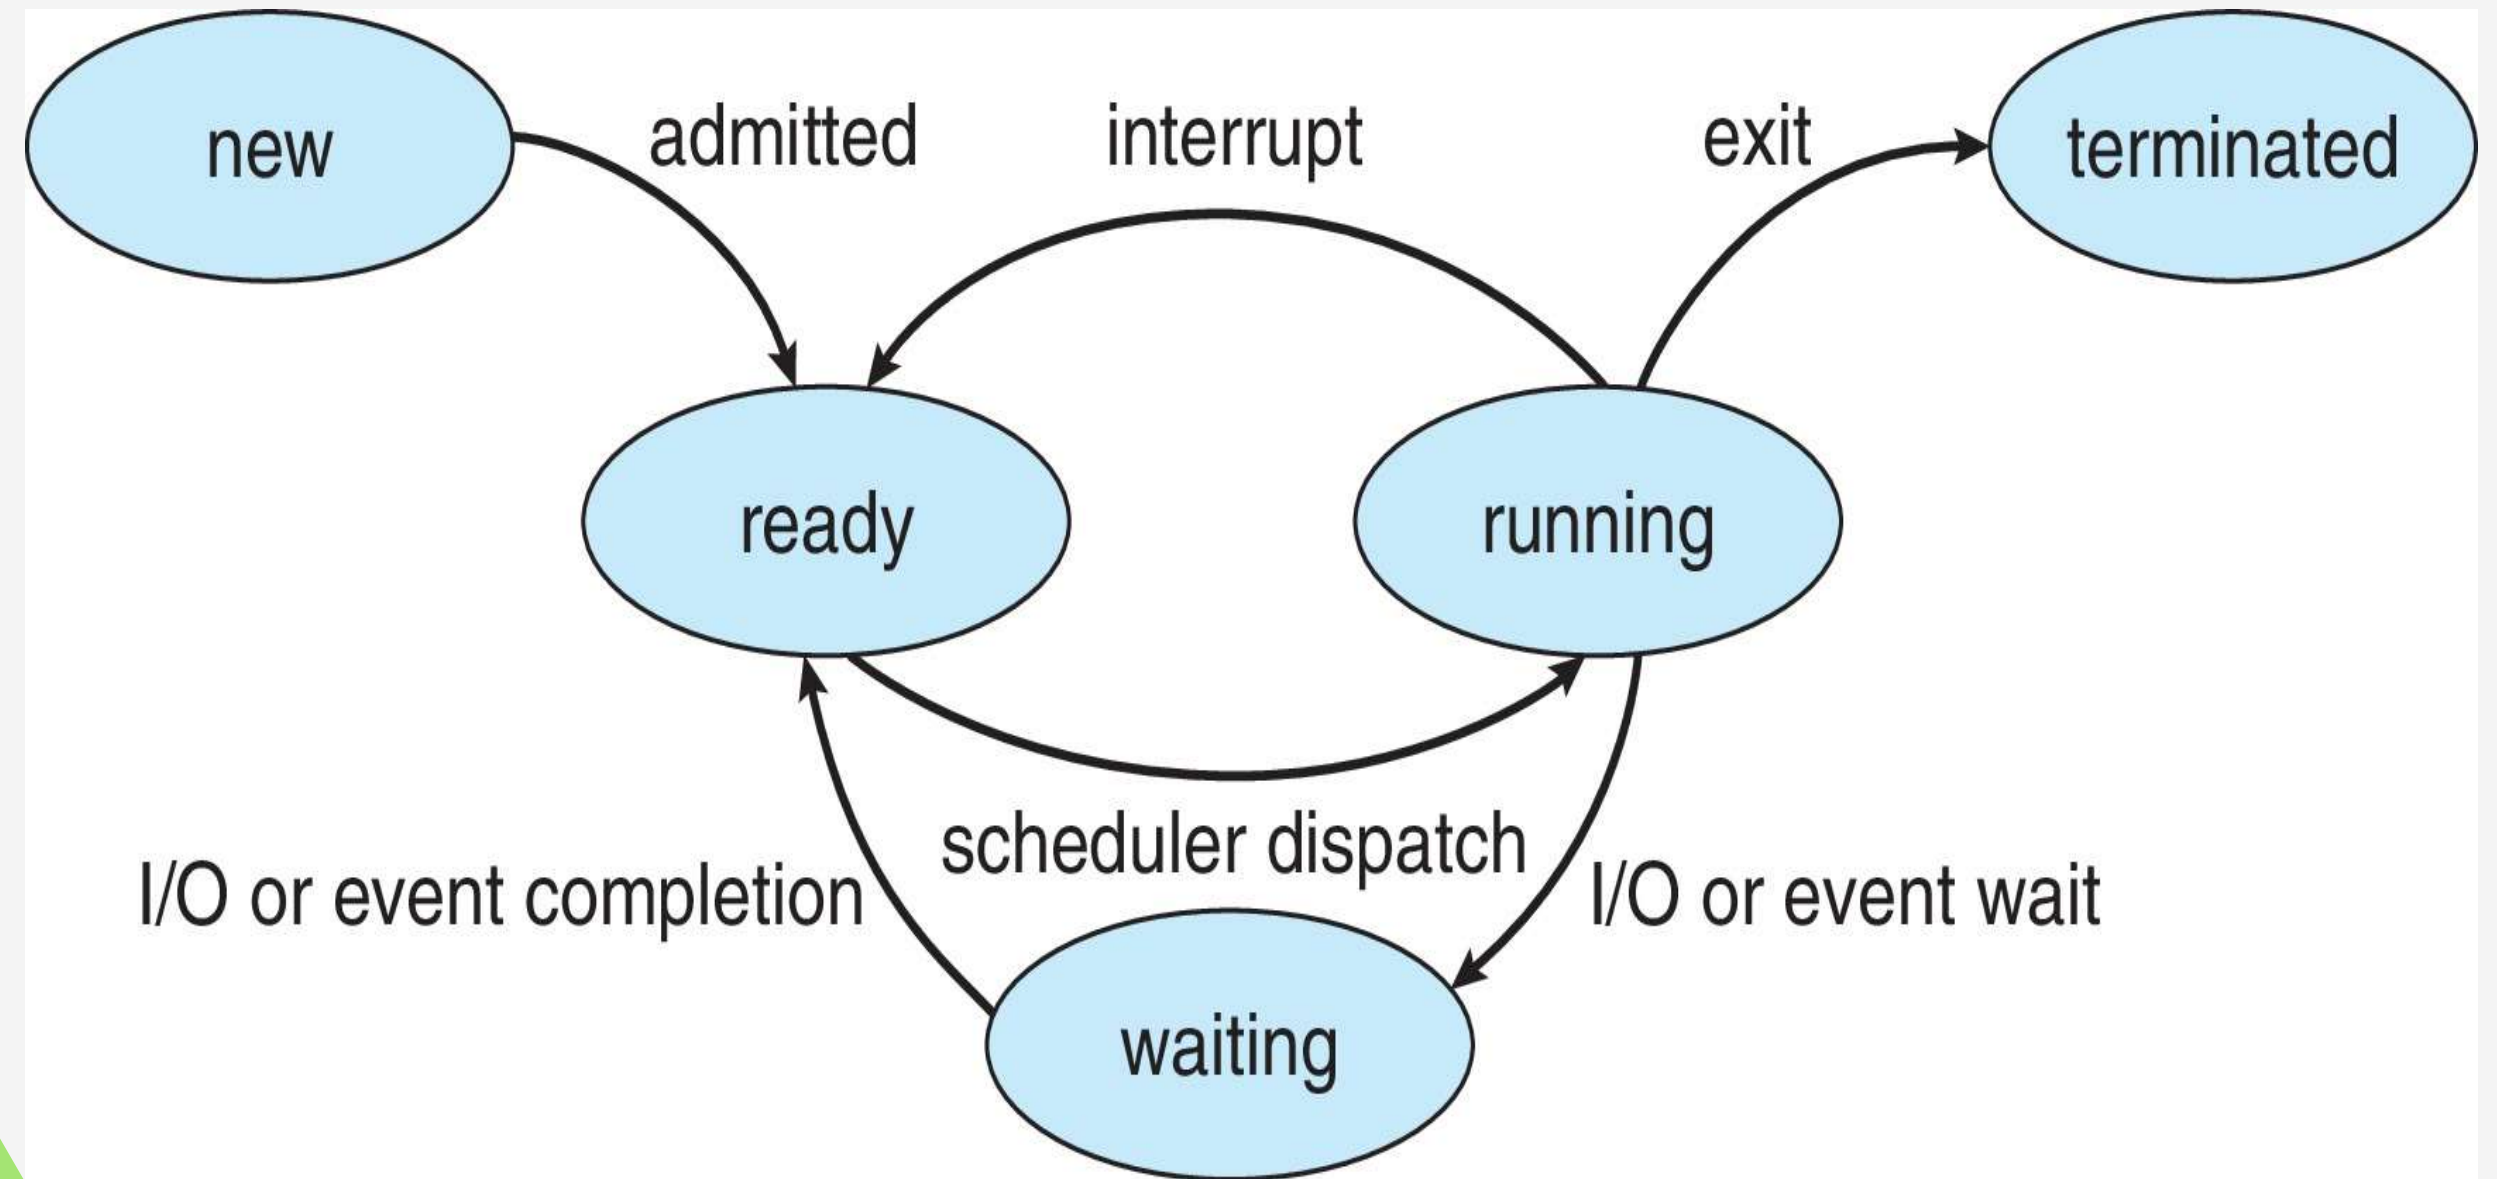 new
admitted
interrupt
exit
terminated
ready
running
scheduler dispatch
I/O or event completion
I/O or event wait
waiting